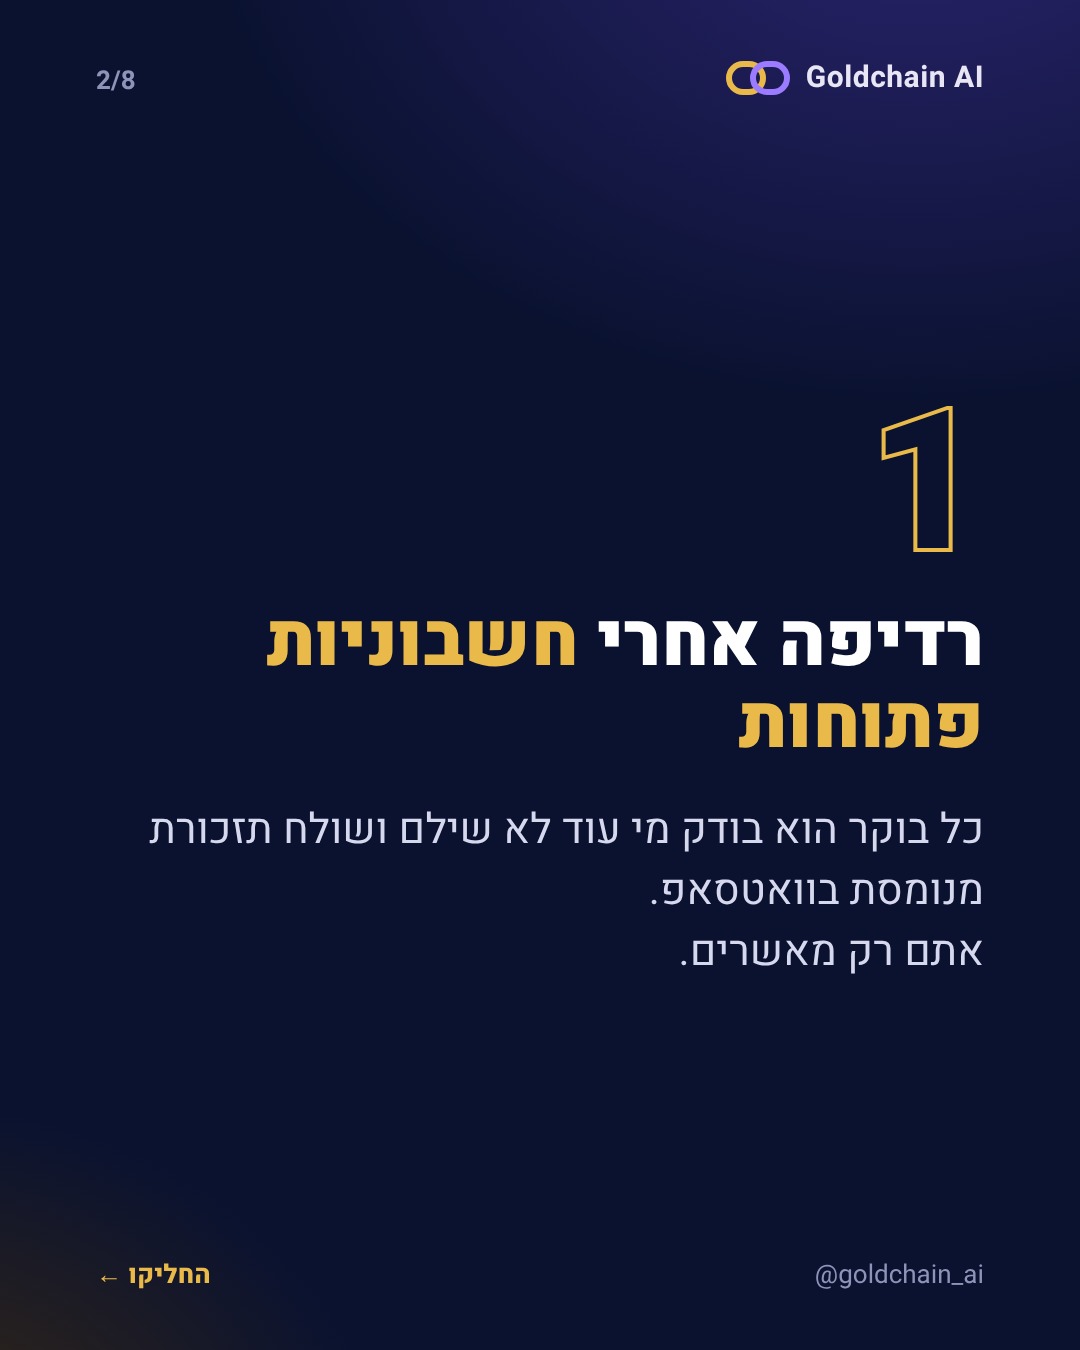 Goldchain AI
2/8
1
רדיפה אחרי חשבוניות
פתוחות
כל בוקר הוא בודק מי עוד לא שילם ושולח תזכורת
מנומסת בוואטסאפ.
אתם רק מאשרים.
@goldchain_ai
החליקו ←